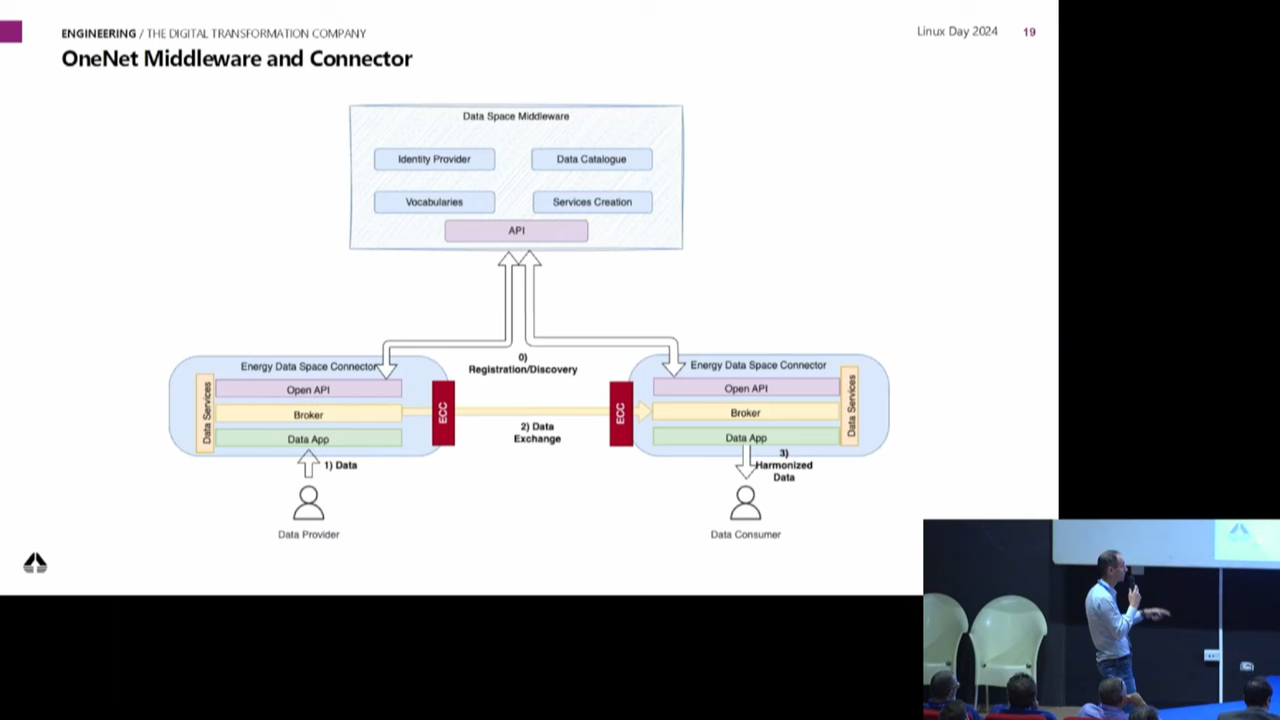 ENGINEERING / THE DIGITAL TRANSFORMATION COMPANY
Linux Day 2024
19
OneNet Middleware and Connector
Data Space Middleware
Identity Provider
Data Catalogue
Vocabularies
Services Creation
API
0)
Registration/Discovery
Energy Data Space Connector
Data Services
Open API
Broker
Data App
ECC
2) Data
Exchange
ECC
Energy Data Space Connector
Open API
Broker
Data App
Data Services
1) Data
3)
Harmonized
Data
Data Provider
Data Consumer